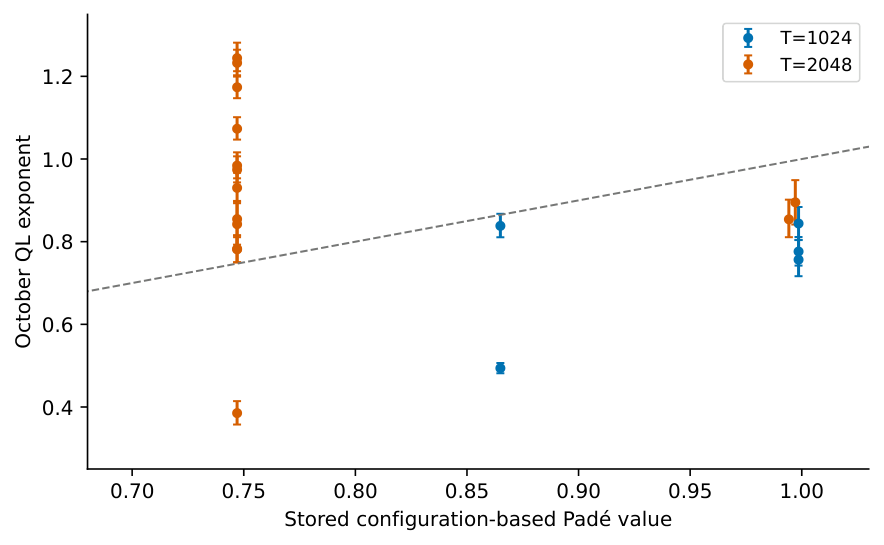 T=1024
T=2048
1.2
1.0
0.8
0.6
0.4
October QL exponent
0.70 0.75 0.80 0.85 0.90 0.95 1.00
Stored configuration-based Padé value